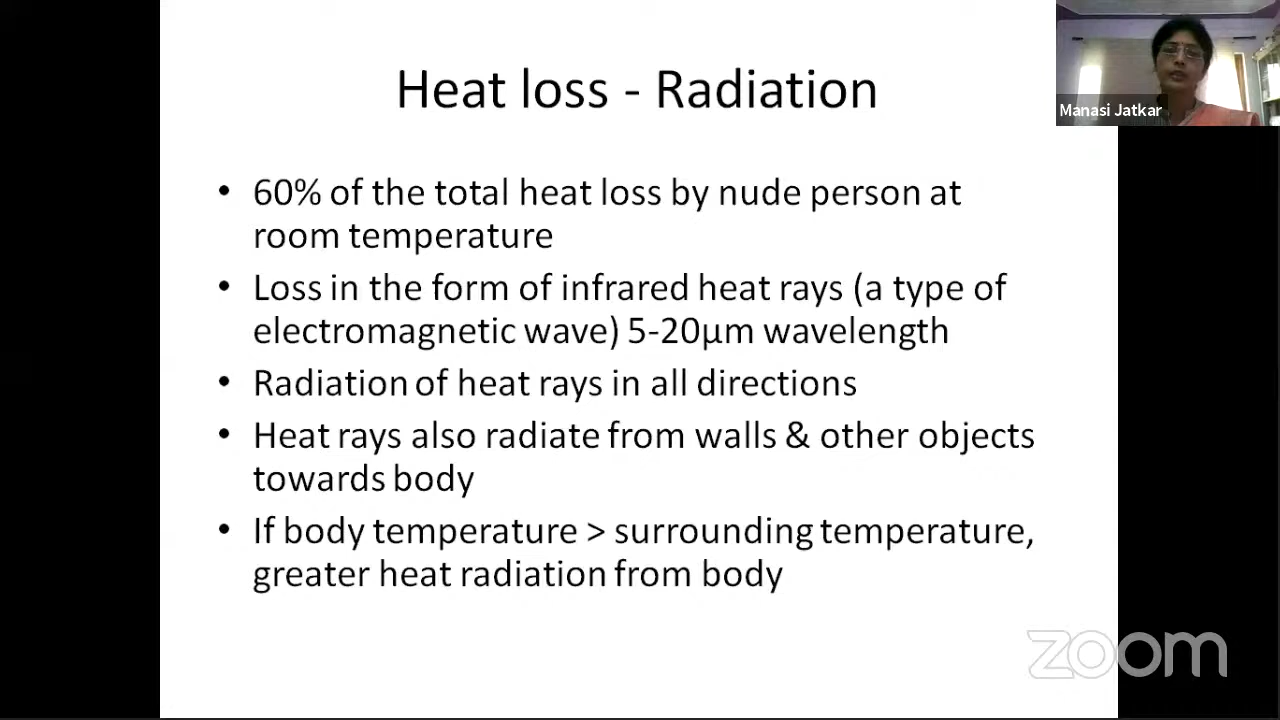 Heat loss - Radiation
Manasi Jatkar
• 60% of the total heat loss by nude person at
room temperature
• Loss in the form of infrared heat rays (a type of
electromagnetic wave) 5-20µm wavelength
• Radiation of heat rays in all directions
• Heat rays also radiate from walls & other objects
towards body
• If body temperature > surrounding temperature,
greater heat radiation from body
zoom